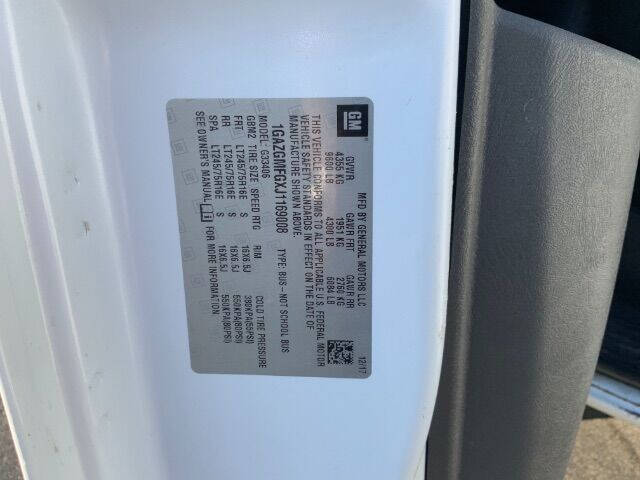 GM
MFD BY GENERAL MOTORS LLC 12/17
GVWR GAWR FRT GAWR RR
4355 KG 1951 KG 2760 KG
9600 LB 4300 LB 6084 LB
THIS VEHICLE CONFORMS TO ALL APPLICABLE U.S. FEDERAL MOTOR
VEHICLE SAFETY STANDARDS IN EFFECT ON THE DATE OF
MANUFACTURE SHOWN ABOVE.
1GAZGMFGXJ1169008 TYPE: BUS-NOT SCHOOL BUS
MODEL: G33406
GBM2 TIRE SIZE SPEED RTG RIM COLD TIRE PRESSURE
FRT LT245/75R16E S 16X6.5J 380KPA(55PSI)
RR LT245/75R16E S 16X6.5J 550KPA(80PSI)
SPA LT245/75R16E S 16X6.5J 550KPA(80PSI)
SEE OWNER'S MANUAL FOR MORE INFORMATION